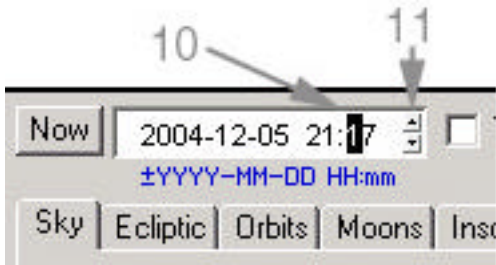 10 11
Now 2004-12-05 21:17
±YYYY-MM-DD HH:mm
Sky Ecliptic Orbits Moons